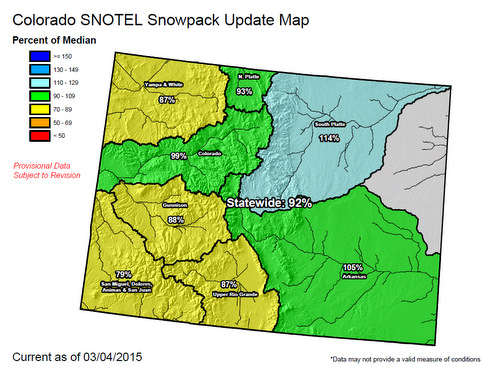 Colorado SNOTEL Snowpack Update Map
Percent of Median
>= 150
130 - 149
110 - 129
90 - 109
70 - 89
50 - 69
< 50
Provisional Data
Subject to Revision
Yampa & White
87%
N. Platte
93%
South Platte
114%
Colorado
99%
Statewide: 92%
Gunnison
88%
105%
Arkansas
79%
San Miguel, Dolores,
Animas & San Juan
87%
Upper Rio Grande
Current as of 03/04/2015
*Data may not provide a valid measure of conditions